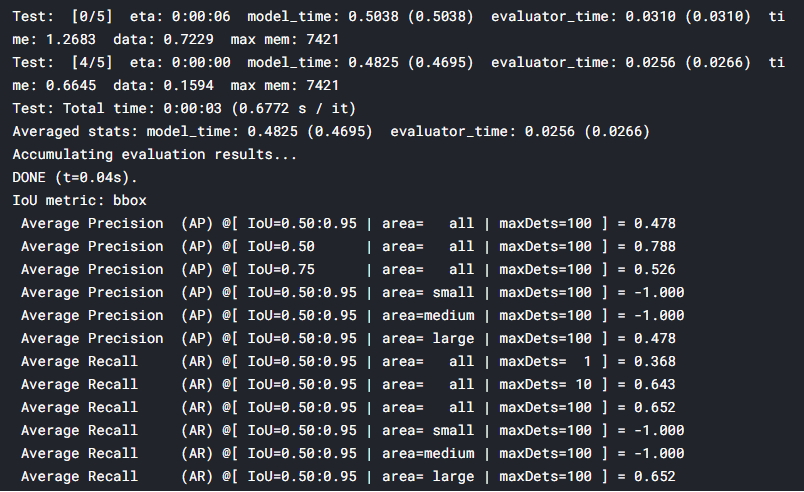 Test:  [0/5]  eta: 0:00:06  model_time: 0.5038 (0.5038)  evaluator_time: 0.0310 (0.0310)  ti
me: 1.2683  data: 0.7229  max mem: 7421
Test:  [4/5]  eta: 0:00:00  model_time: 0.4825 (0.4695)  evaluator_time: 0.0256 (0.0266)  ti
me: 0.6645  data: 0.1594  max mem: 7421
Test: Total time: 0:00:03 (0.6772 s / it)
Averaged stats: model_time: 0.4825 (0.4695)  evaluator_time: 0.0256 (0.0266)
Accumulating evaluation results...
DONE (t=0.04s).
IoU metric: bbox
 Average Precision  (AP) @[ IoU=0.50:0.95 | area=   all | maxDets=100 ] = 0.478
 Average Precision  (AP) @[ IoU=0.50      | area=   all | maxDets=100 ] = 0.788
 Average Precision  (AP) @[ IoU=0.75      | area=   all | maxDets=100 ] = 0.526
 Average Precision  (AP) @[ IoU=0.50:0.95 | area= small | maxDets=100 ] = -1.000
 Average Precision  (AP) @[ IoU=0.50:0.95 | area=medium | maxDets=100 ] = -1.000
 Average Precision  (AP) @[ IoU=0.50:0.95 | area= large | maxDets=100 ] = 0.478
 Average Recall     (AR) @[ IoU=0.50:0.95 | area=   all | maxDets=  1 ] = 0.368
 Average Recall     (AR) @[ IoU=0.50:0.95 | area=   all | maxDets= 10 ] = 0.643
 Average Recall     (AR) @[ IoU=0.50:0.95 | area=   all | maxDets=100 ] = 0.652
 Average Recall     (AR) @[ IoU=0.50:0.95 | area= small | maxDets=100 ] = -1.000
 Average Recall     (AR) @[ IoU=0.50:0.95 | area=medium | maxDets=100 ] = -1.000
 Average Recall     (AR) @[ IoU=0.50:0.95 | area= large | maxDets=100 ] = 0.652